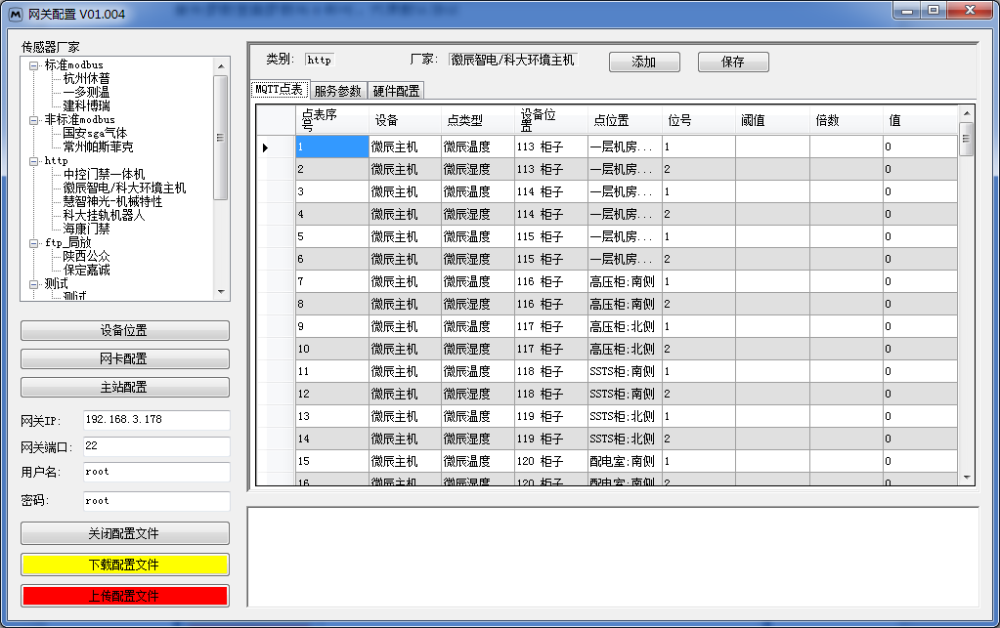 网关配置 V01.004
传感器厂家
标准modbus
杭州休普
一多测温
建科博瑞
非标准modbus
国安sga气体
常州帕斯菲克
http
中控门禁一体机
徽辰智电/科大环境主机
慧智神光-机械特性
科大挂轨机器人
海康门禁
ftp_局放
陕西公众
保定嘉诚
测试
测试
设备位置
网卡配置
主站配置
网关IP: 192.168.3.178
网关端口: 22
用户名: root
密码: root
关闭配置文件
下载配置文件
上传配置文件
类别: http 厂家: 徽辰智电/科大环境主机 添加 保存
MQTT点表 服务参数 硬件配置
点表序号 设备 点类型 设备位置 点位置 位号 阈值 倍数 值
1 微辰主机 微辰温度 113 柜子 一层机房... 1 0
2 微辰主机 微辰湿度 113 柜子 一层机房... 2 0
3 微辰主机 微辰温度 114 柜子 一层机房... 1 0
4 微辰主机 微辰湿度 114 柜子 一层机房... 2 0
5 微辰主机 微辰温度 115 柜子 一层机房... 1 0
6 微辰主机 微辰湿度 115 柜子 一层机房... 2 0
7 微辰主机 微辰温度 116 柜子 高压柜:南侧 1 0
8 微辰主机 微辰湿度 116 柜子 高压柜:南侧 2 0
9 微辰主机 微辰温度 117 柜子 高压柜:北侧 1 0
10 微辰主机 微辰湿度 117 柜子 高压柜:北侧 2 0
11 微辰主机 微辰温度 118 柜子 SSTS柜:南侧 1 0
12 微辰主机 微辰湿度 118 柜子 SSTS柜:南侧 2 0
13 微辰主机 微辰温度 119 柜子 SSTS柜:北侧 1 0
14 微辰主机 微辰湿度 119 柜子 SSTS柜:北侧 2 0
15 微辰主机 微辰温度 120 柜子 配电室:南侧 1 0
16 微辰主机 微辰湿度 120 柜子 配电室:南侧 2 0